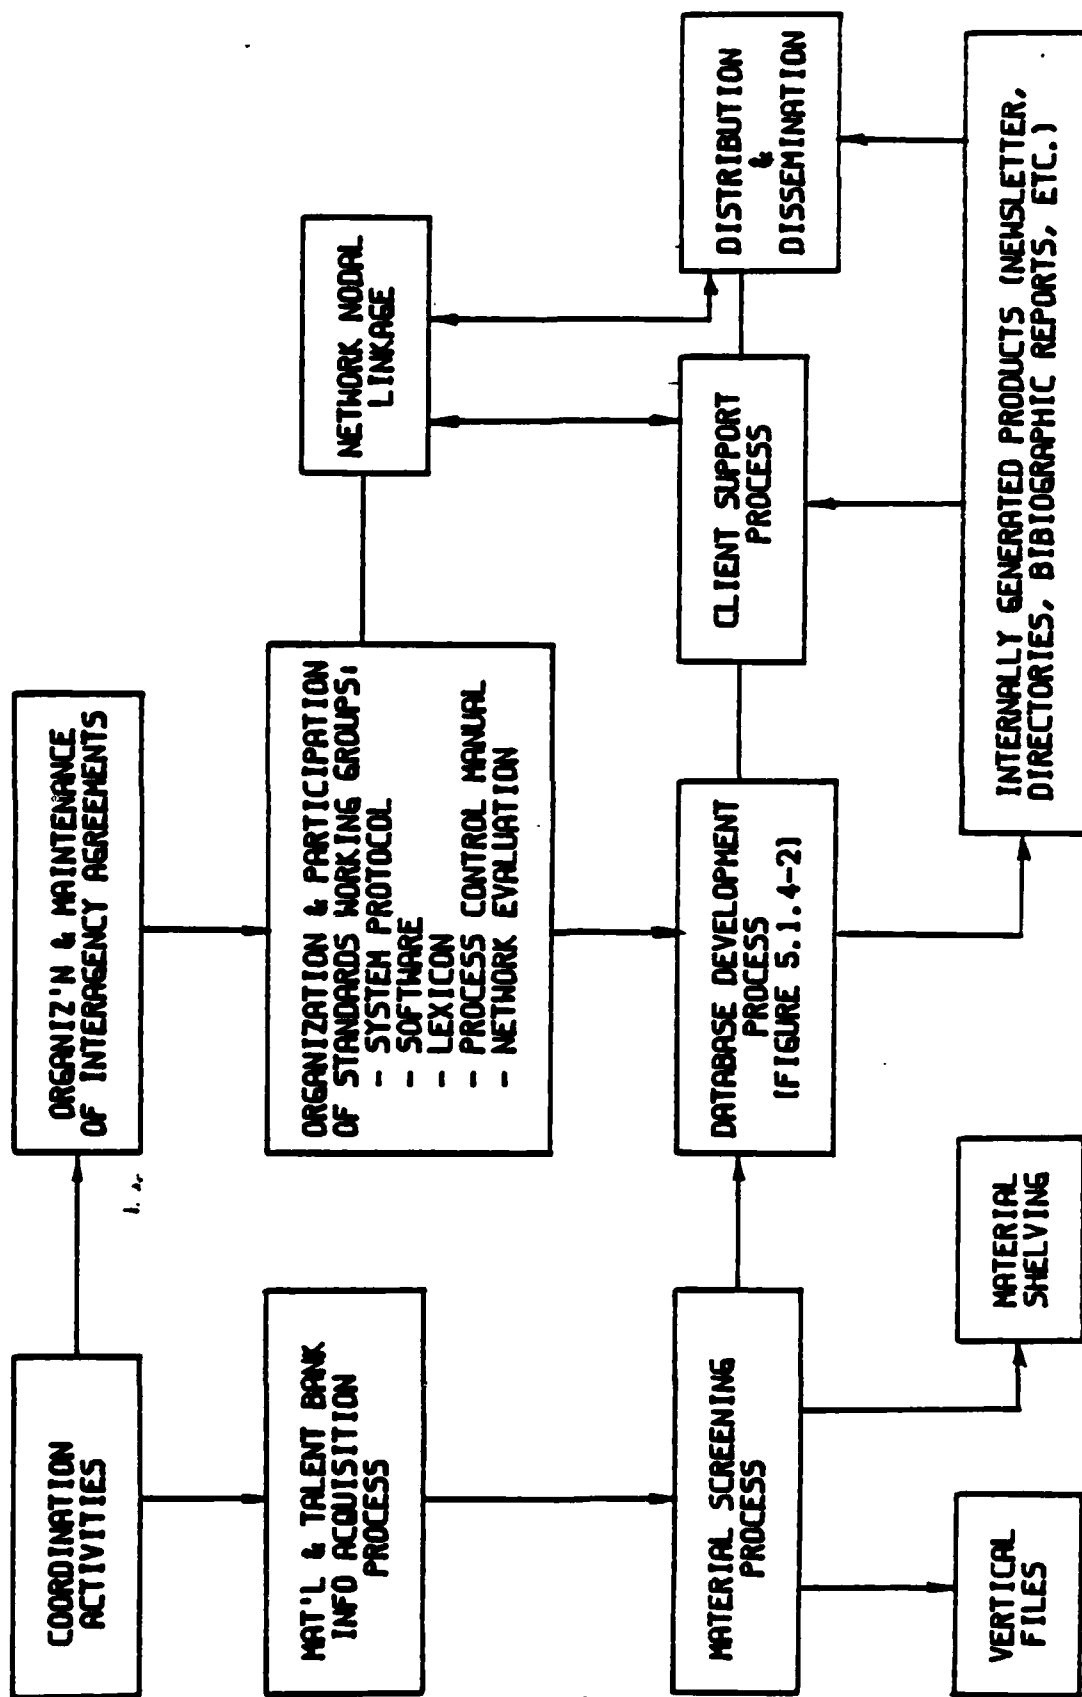 COORDINATION
ACTIVITIES
ORGANIZ'N & MAINTENANCE
OF INTERAGENCY AGREEMENTS
MAT'L & TALENT BANK
INFO ACQUISITION
PROCESS
ORGANIZATION & PARTICIPATION
OF STANDARDS WORKING GROUPS:
- SYSTEM PROTOCOL
- SOFTWARE
- LEXICON
- PROCESS CONTROL MANUAL
- NETWORK EVALUATION
NETWORK NODAL
LINKAGE
MATERIAL SCREENING
PROCESS
DATABASE DEVELOPMENT
PROCESS
(FIGURE 5.1.4-2)
CLIENT SUPPORT
PROCESS
DISTRIBUTION
&
DISSEMINATION
VERTICAL
FILES
MATERIAL
SHELVING
INTERNALLY GENERATED PRODUCTS (NEWSLETTER,
DIRECTORIES, BIBIOGRAPHIC REPORTS, ETC.)